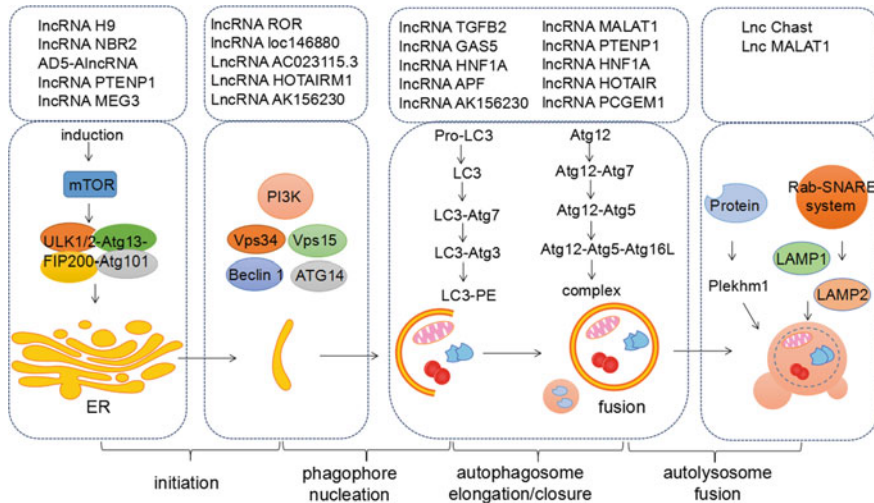 lncRNA H9
lncRNA NBR2
AD5-AlncRNA
lncRNA PTENP1
lncRNA MEG3
lncRNA ROR
lncRNA loc146880
LncRNA AC023115.3
LncRNA HOTAIRM1
LncRNA AK156230
lncRNA TGFB2
lncRNA GAS5
lncRNA HNF1A
lncRNA APF
lncRNA AK156230
lncRNA MALAT1
lncRNA PTENP1
lncRNA HNF1A
lncRNA HOTAIR
lncRNA PCGEM1
Lnc Chast
Lnc MALAT1
induction
mTOR
ULK1/2-Atg13-
FIP200-Atg101
ER
PI3K
Vps34
Vps15
Beclin 1
ATG14
Pro-LC3
LC3
LC3-Atg7
LC3-Atg3
LC3-PE
Atg12
Atg12-Atg7
Atg12-Atg5
Atg12-Atg5-Atg16L
complex
fusion
Protein
Plekhm1
Rab-SNARE
system
LAMP1
LAMP2
initiation
phagophore
nucleation
autophagosome
elongation/closure
autolysosome
fusion